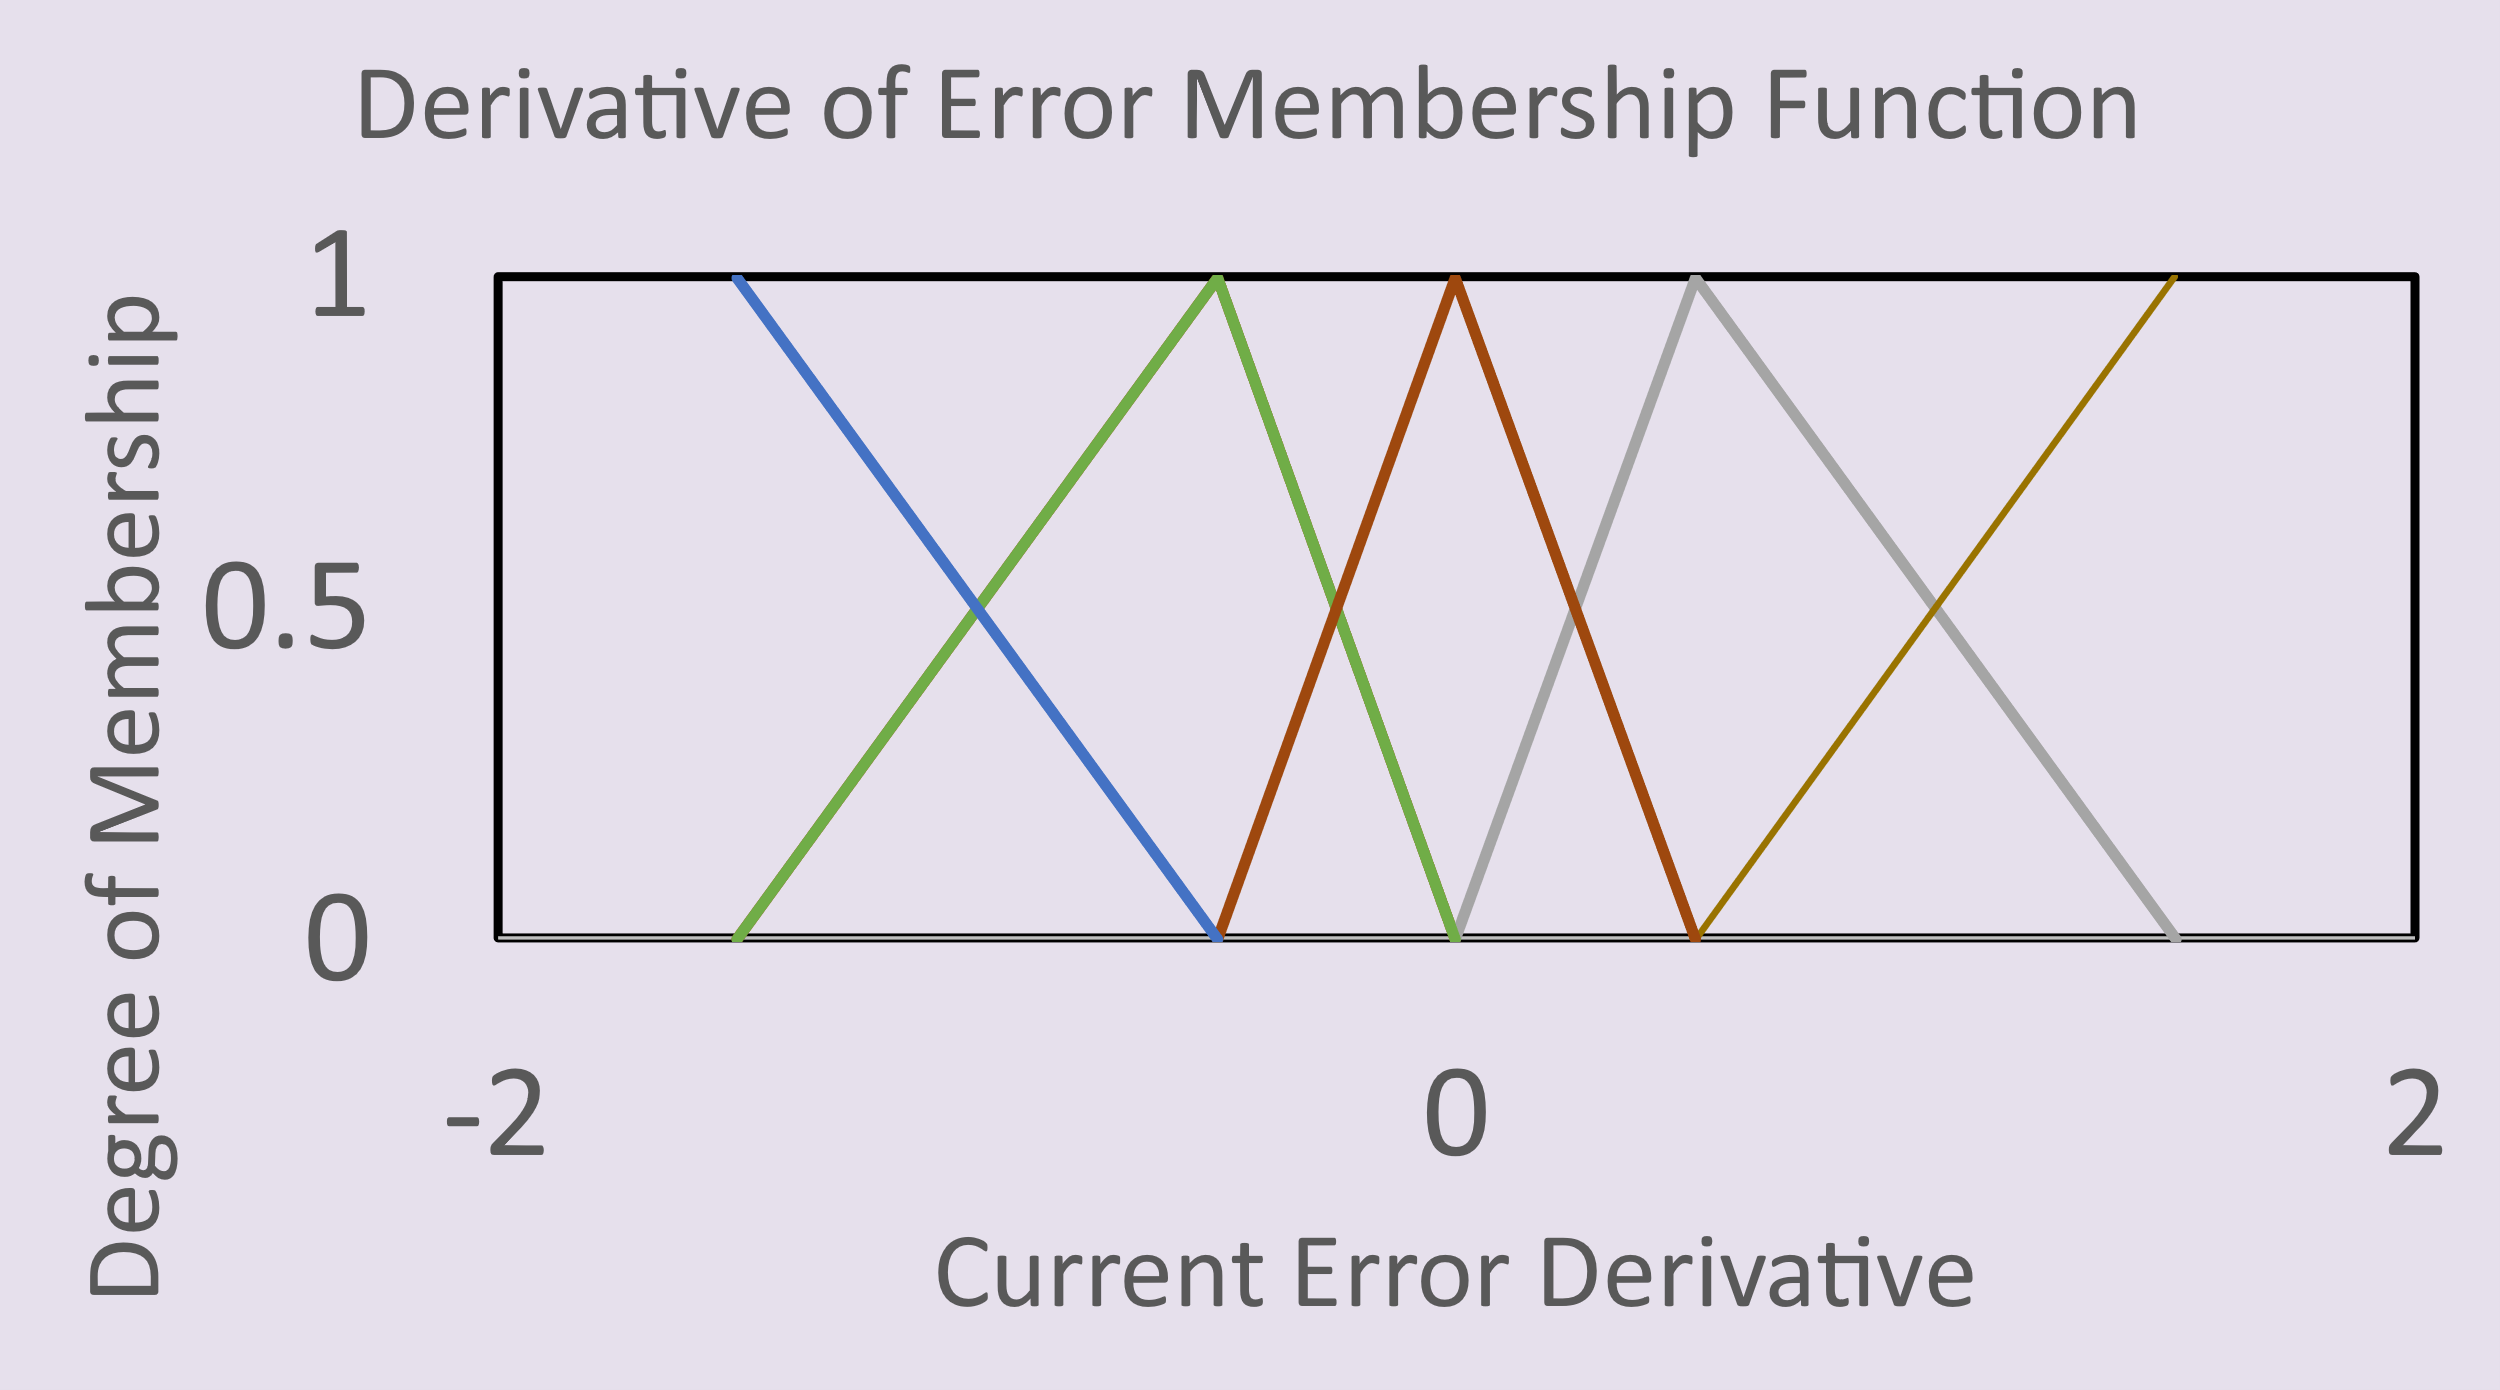 Derivative of Error Membership Function
Degree of Membership
1
0.5
0
-2
0
2
Current Error Derivative